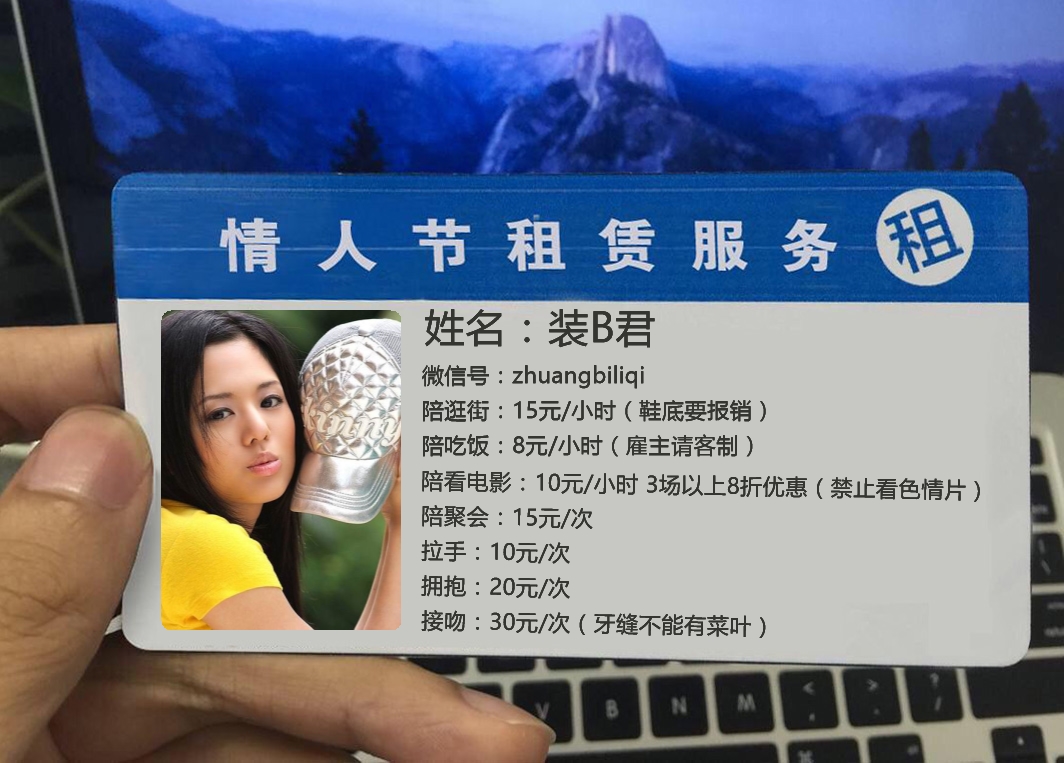 情人节租赁服务
租
姓名：装B君
微信号：zhuangbiliqi
陪逛街：15元/小时（鞋底要报销）
陪吃饭：8元/小时（雇主请客制）
陪看电影：10元/小时 3场以上8折优惠（禁止看色情片）
陪聚会：15元/次
拉手：10元/次
拥抱：20元/次
接吻：30元/次（牙缝不能有菜叶）
V B N M < , > . ? /
⌘